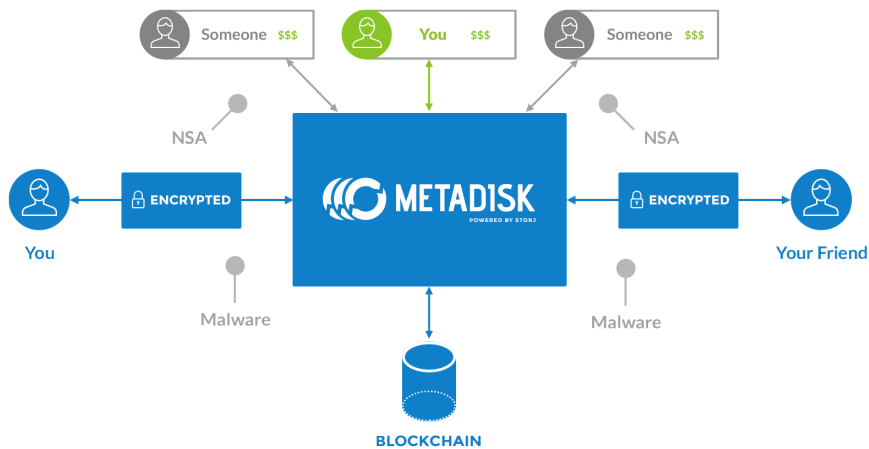 Someone $$$
You $$$
Someone $$$
NSA
NSA
ENCRYPTED
METADISK
POWERED BY STORJ
ENCRYPTED
You
Your Friend
Malware
Malware
BLOCKCHAIN